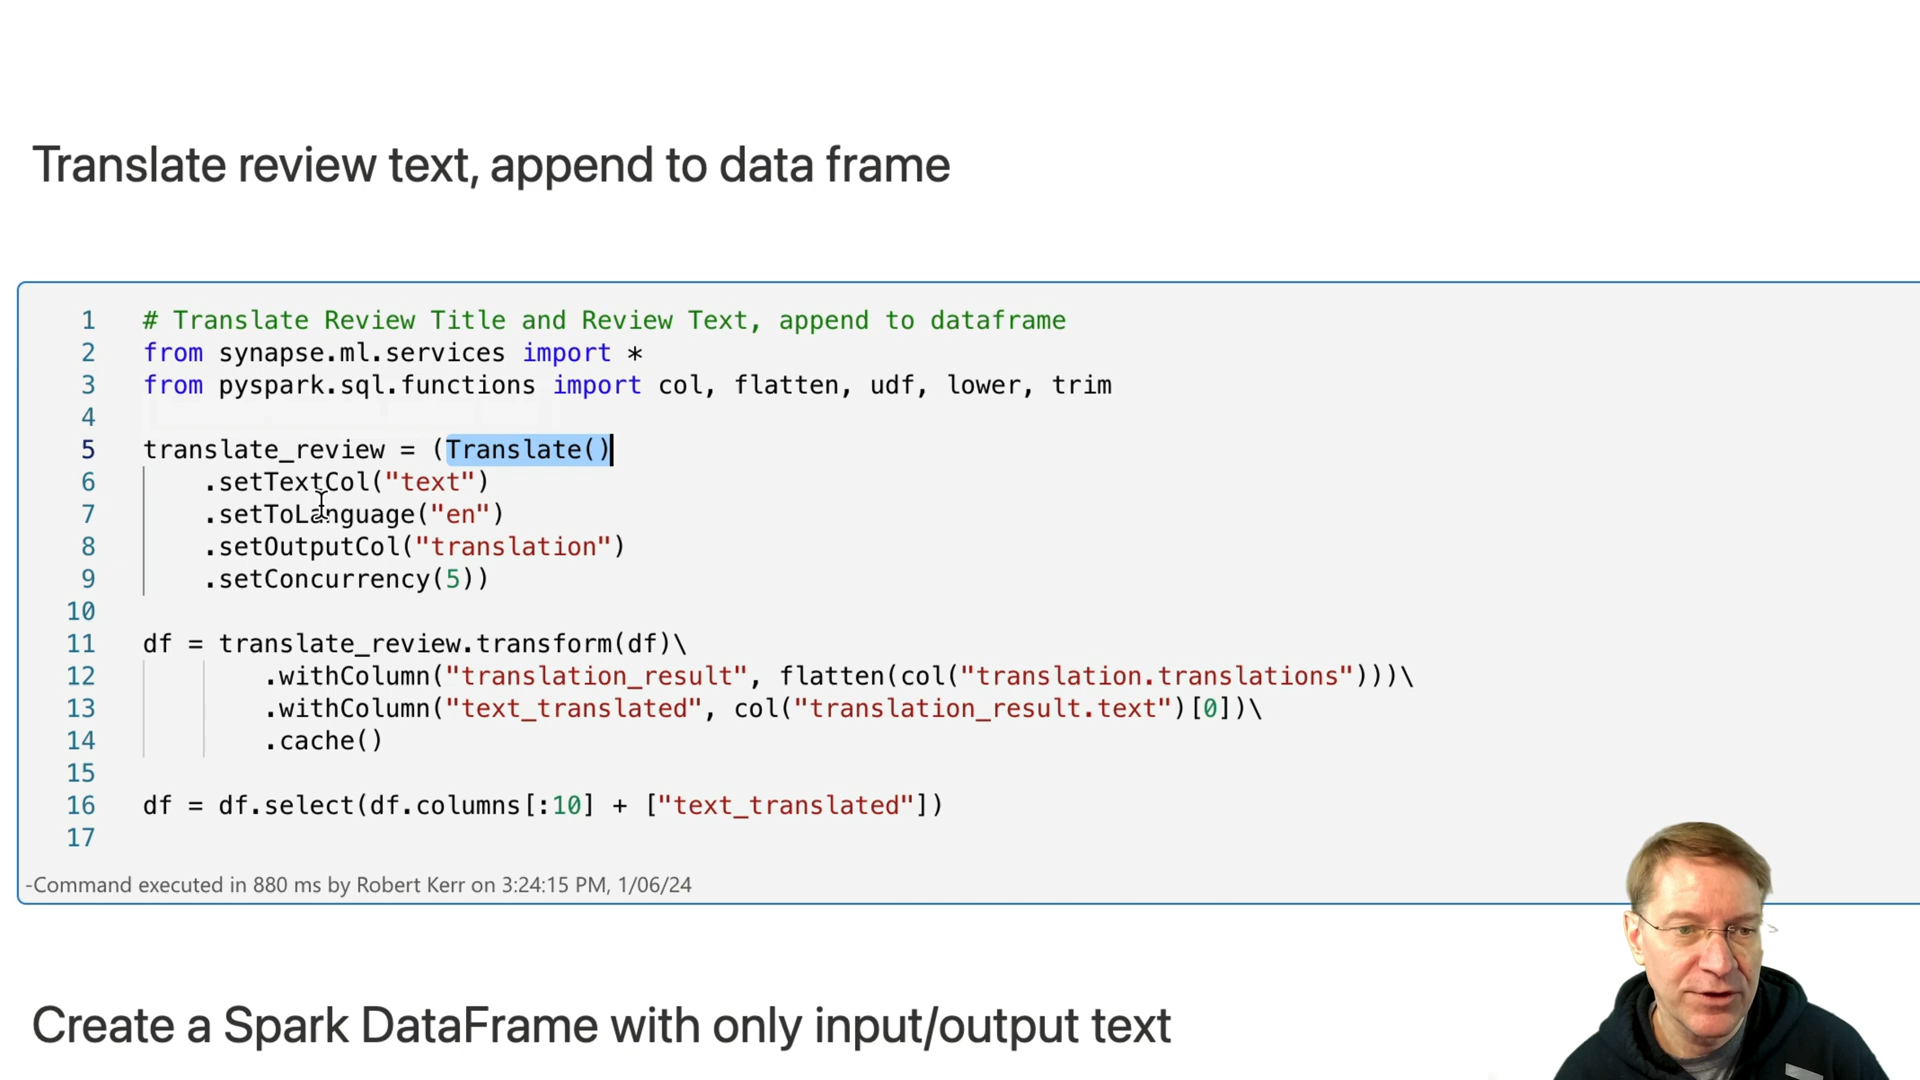 Translate review text, append to data frame
1 # Translate Review Title and Review Text, append to dataframe
2 from synapse.ml.services import *
3 from pyspark.sql.functions import col, flatten, udf, lower, trim
4
5 translate_review = (Translate()
6 .setTextCol("text")
7 .setToLanguage("en")
8 .setOutputCol("translation")
9 .setConcurrency(5))
10
11 df = translate_review.transform(df)\
12 .withColumn("translation_result", flatten(col("translation.translations")))\
13 .withColumn("text_translated", col("translation_result.text")[0])\
14 .cache()
15
16 df = df.select(df.columns[:10] + ["text_translated"])
17
-Command executed in 880 ms by Robert Kerr on 3:24:15 PM, 1/06/24
Create a Spark DataFrame with only input/output text